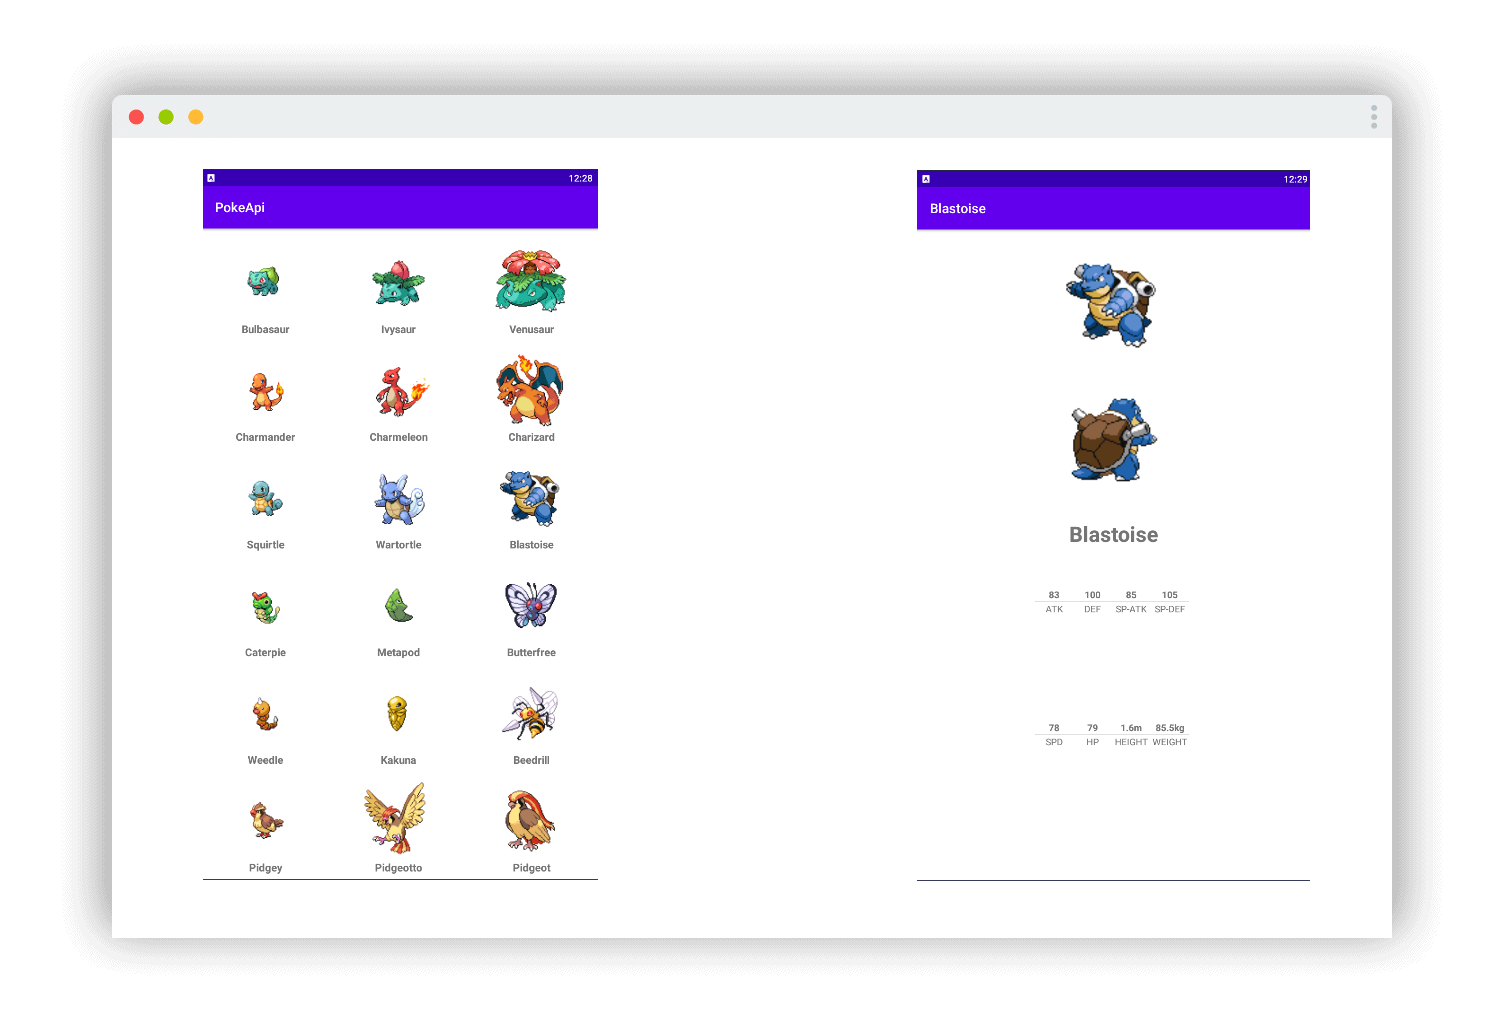 12:28
PokeApi
Bulbasaur Ivysaur Venusaur
Charmander Charmeleon Charizard
Squirtle Wartortle Blastoise
Caterpie Metapod Butterfree
Weedle Kakuna Beedrill
Pidgey Pidgeotto Pidgeot
12:29
Blastoise
Blastoise
83 100 85 105
ATK DEF SP-ATK SP-DEF
78 79 1.6m 85.5kg
SPD HP HEIGHT WEIGHT